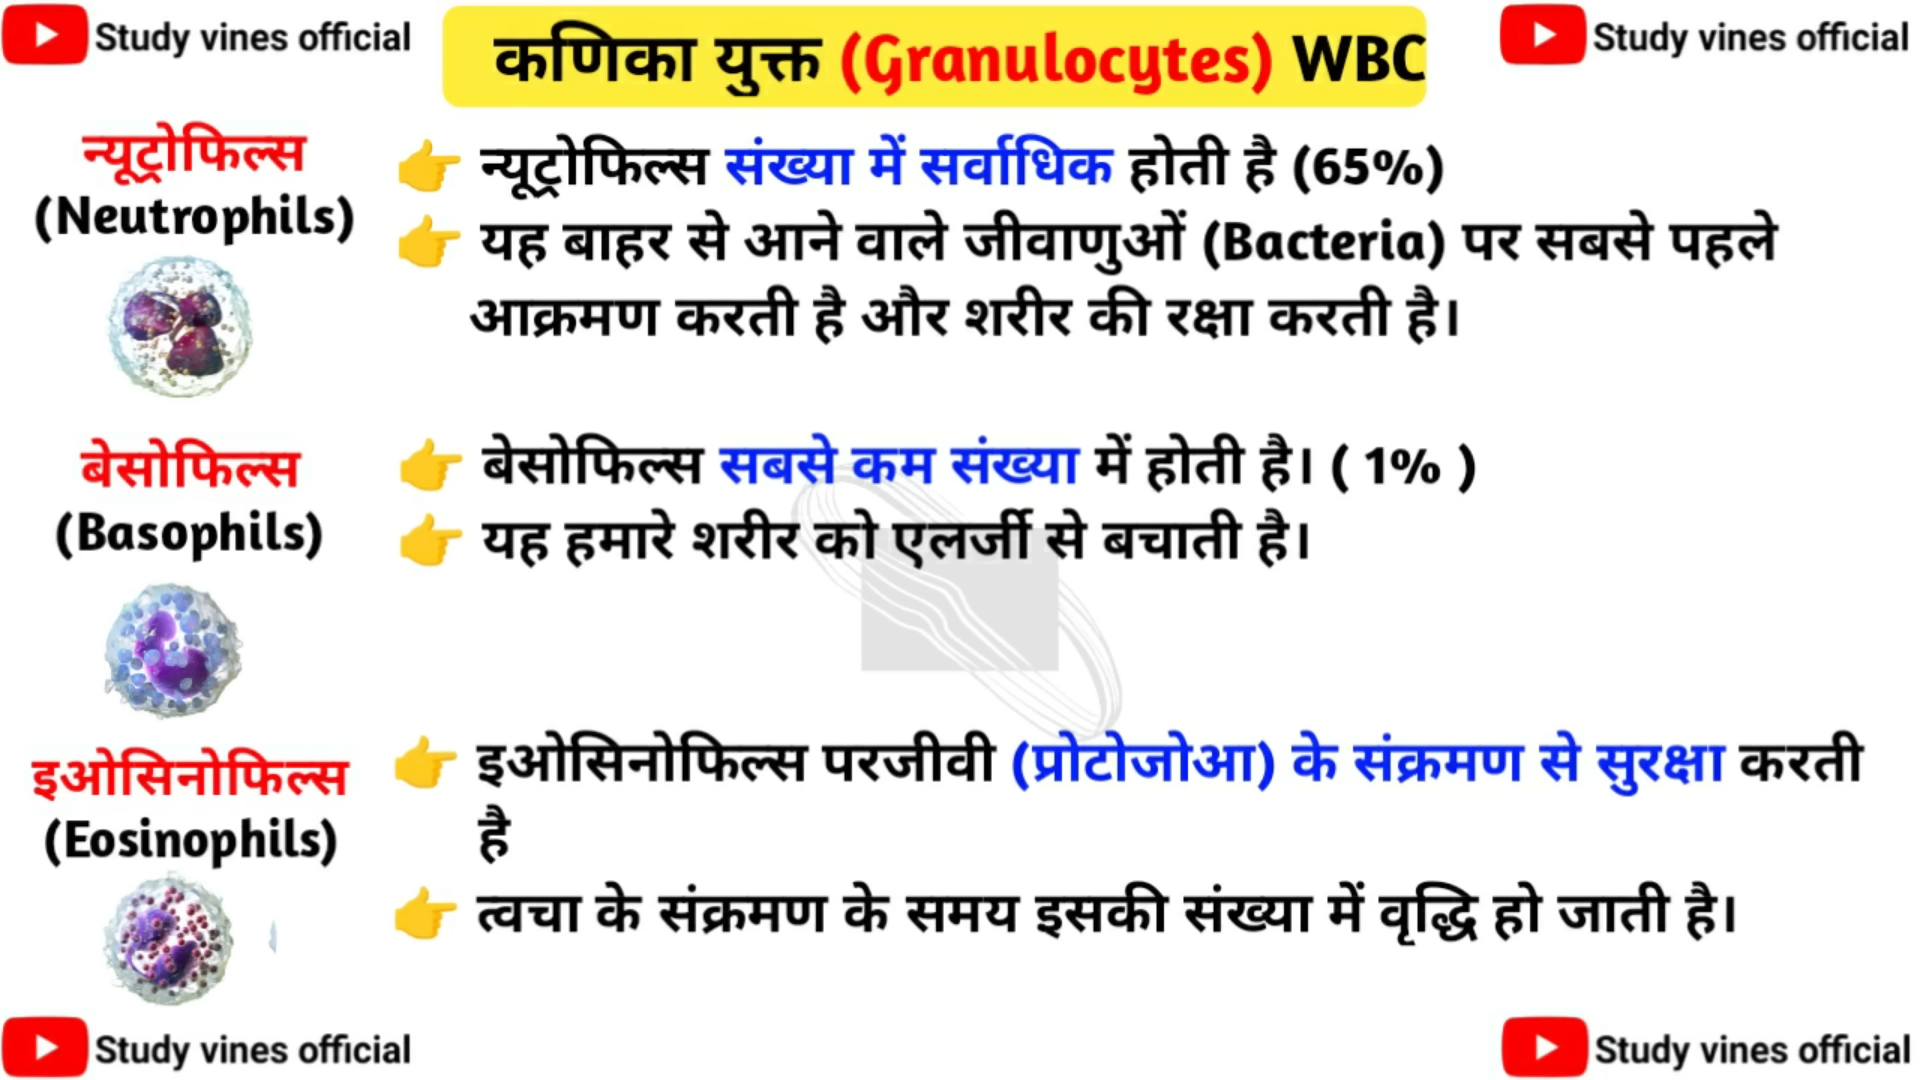 Study vines official
कणिका युक्त (Granulocytes) WBC
Study vines official
न्यूट्रोफिल्स
(Neutrophils)
👉 न्यूट्रोफिल्स संख्या में सर्वाधिक होती है (65%)
👉 यह बाहर से आने वाले जीवाणुओं (Bacteria) पर सबसे पहले
आक्रमण करती है और शरीर की रक्षा करती है।
बेसोफिल्स
(Basophils)
👉 बेसोफिल्स सबसे कम संख्या में होती है। ( 1% )
👉 यह हमारे शरीर को एलर्जी से बचाती है।
इओसिनोफिल्स
(Eosinophils)
👉 इओसिनोफिल्स परजीवी (प्रोटोजोआ) के संक्रमण से सुरक्षा करती
है
👉 त्वचा के संक्रमण के समय इसकी संख्या में वृद्धि हो जाती है।
Study vines official
Study vines official